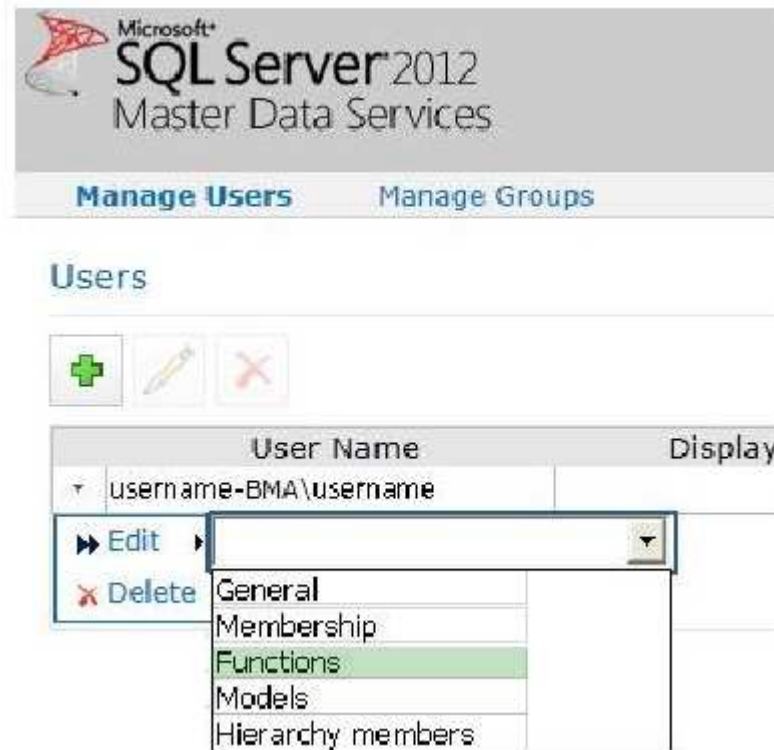 Microsoft
SQL Server 2012
Master Data Services
Manage Users Manage Groups
Users
User Name Display
username-BMA\username
Edit
Delete
General
Membership
Functions
Models
Hierarchy members